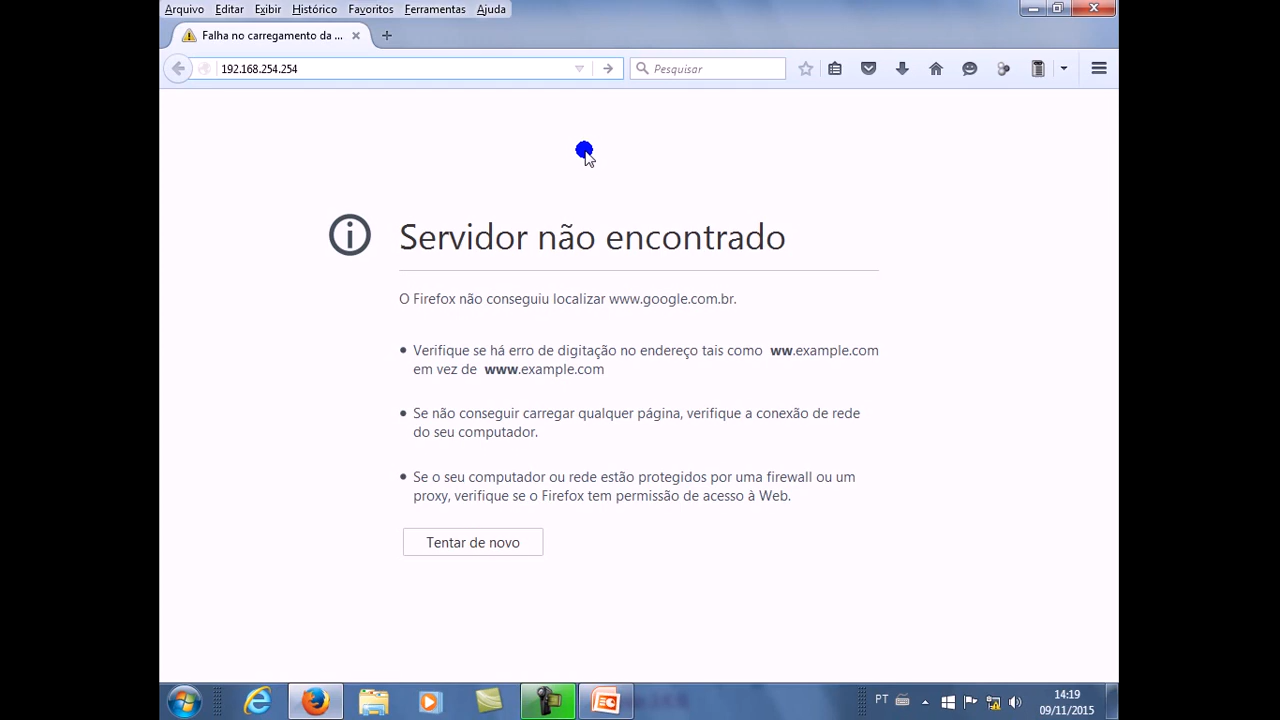 Arquivo Editar Exibir Histórico Favoritos Ferramentas Ajuda
Falha no carregamento da ...
192.168.254.254
Pesquisar
Servidor não encontrado
O Firefox não conseguiu localizar www.google.com.br.
Verifique se há erro de digitação no endereço tais como ww.example.com
em vez de www.example.com
Se não conseguir carregar qualquer página, verifique a conexão de rede
do seu computador.
Se o seu computador ou rede estão protegidos por uma firewall ou um
proxy, verifique se o Firefox tem permissão de acesso à Web.
Tentar de novo
PT
14:19
09/11/2015